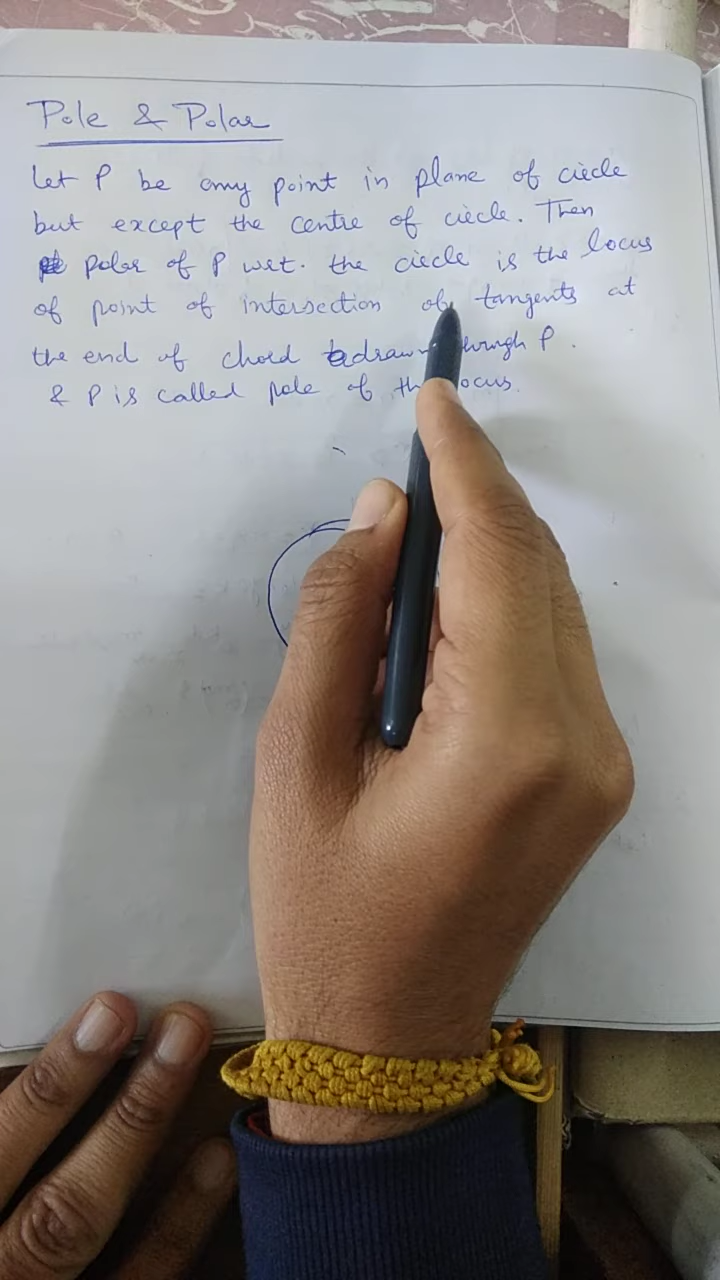 Pole & Polar
Let P be any point in plane of circle
but except the centre of circle. Then
polar of P wrt. the circle is the locus
of point of intersection of tangents at
the end of chord drawn through P.
& P is called pole of the locus.